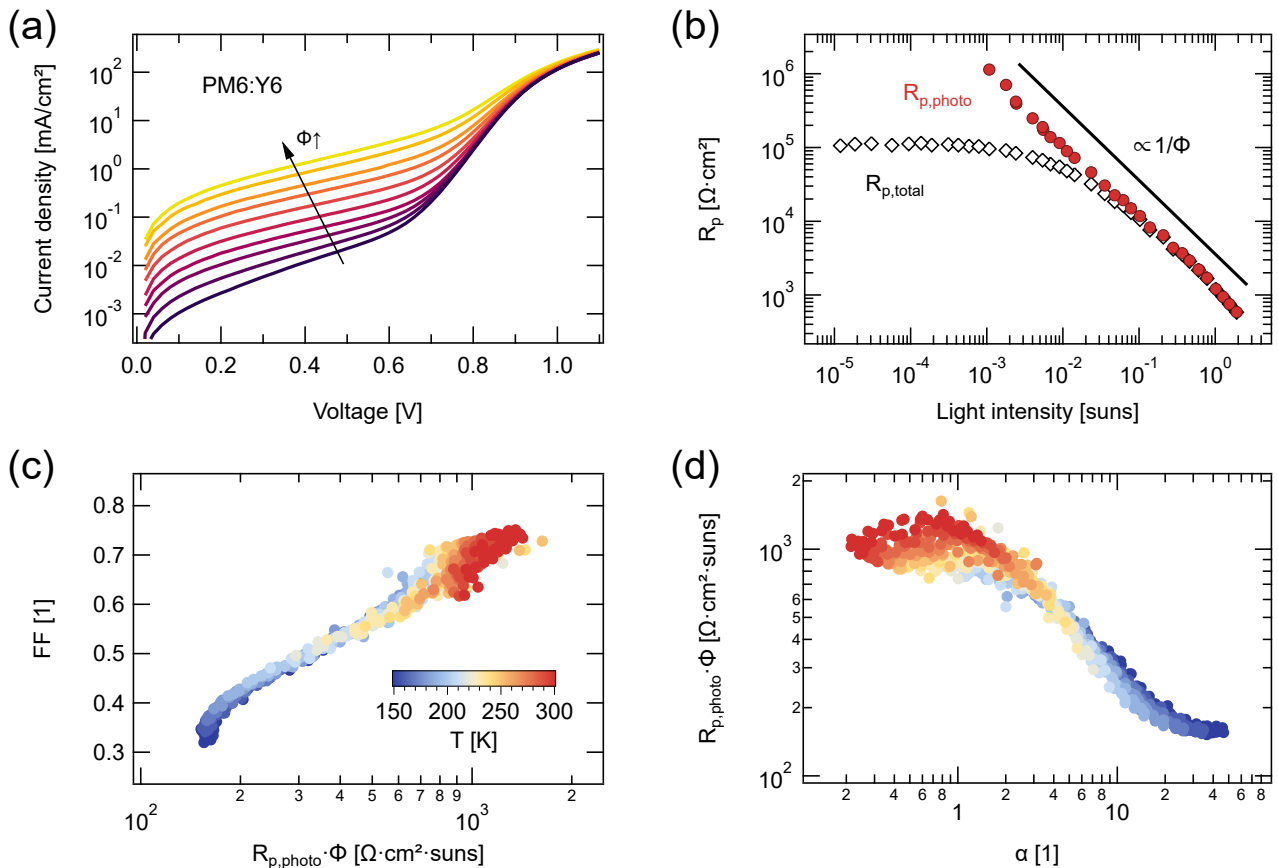 (a)
Current density [mA/cm²]
10²
10¹
10⁰
10⁻¹
10⁻²
10⁻³
PM6:Y6
Φ↑
0.0 0.2 0.4 0.6 0.8 1.0
Voltage [V]
(b)
R_p [Ω·cm²]
10⁶
10⁵
10⁴
10³
R_p,photo
R_p,total
∝1/Φ
10⁻⁵ 10⁻⁴ 10⁻³ 10⁻² 10⁻¹ 10⁰
Light intensity [suns]
(c)
FF [1]
0.8
0.7
0.6
0.5
0.4
0.3
150 200 250 300
T [K]
10² 2 3 4 5 6 7 8 9 10³ 2
R_p,photo·Φ [Ω·cm²·suns]
(d)
R_p,photo·Φ [Ω·cm²·suns]
2
10³
8
6
5
4
3
2
10²
2 4 6 8 1 2 4 6 8 10 2 4 6 8
α [1]